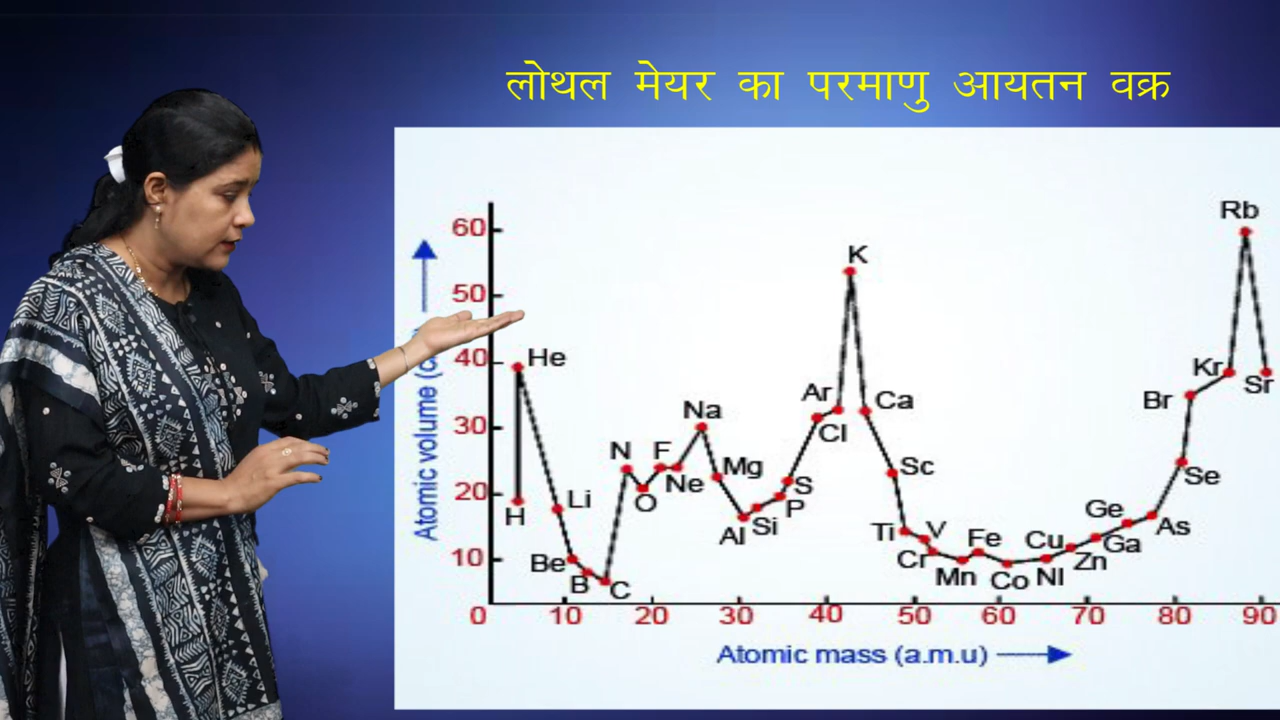 लोथल मेयर का परमाणु आयतन वक्र
Rb
60
K
50
He
40
Kr
Sr
Ar
Ca
Br
Na
Cl
30
N
F
Mg
Sc
Ne
S
Se
20
Li
O
P
H
Si
Al
Ge
As
Ti
V
Fe
Cu
Ga
Cr
Zn
10
Be
Mn
Co
NI
B
C
0 10 20 30 40 50 60 70 80 90
Atomic volume
Atomic mass (a.m.u)